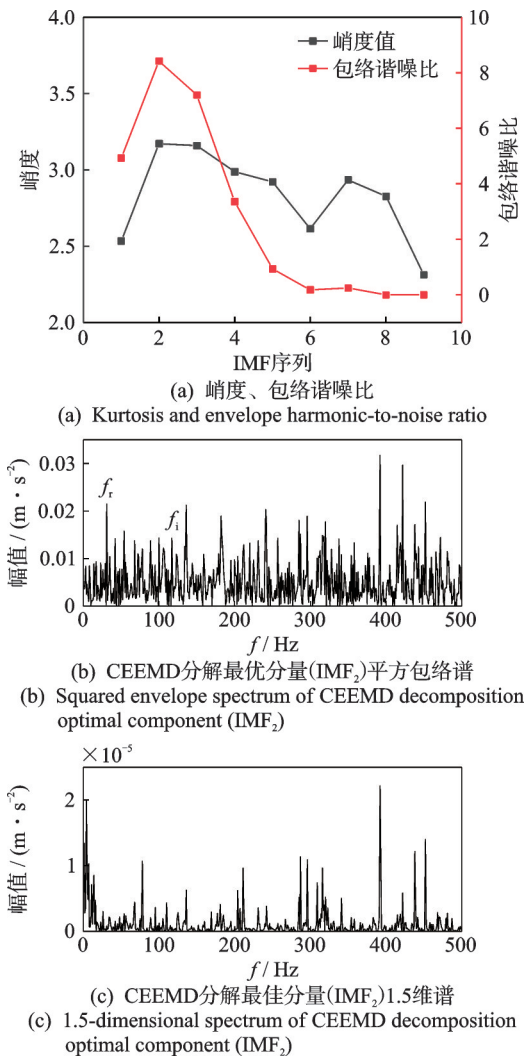 4.0
3.5
3.0
2.5
2.0
峭度
10
8
6
4
2
0
包络谐噪比
峭度值
包络谐噪比
0 2 4 6 8 10
IMF序列
(a) 峭度、包络谐噪比
(a) Kurtosis and envelope harmonic-to-noise ratio
0.03
0.02
0.01
0
幅值 / (m·s⁻²)
fr
fi
0 100 200 300 400 500
f / Hz
(b) CEEMD分解最优分量(IMF₂)平方包络谱
(b) Squared envelope spectrum of CEEMD decomposition
optimal component (IMF₂)
×10⁻⁵
2
1
0
幅值 / (m·s⁻²)
0 100 200 300 400 500
f / Hz
(c) CEEMD分解最佳分量(IMF₂)1.5维谱
(c) 1.5-dimensional spectrum of CEEMD decomposition
optimal component (IMF₂)